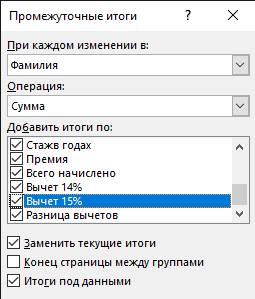 Промежуточные итоги
При каждом изменении в:
Фамилия
Операция:
Сумма
Добавить итоги по:
Стажв годах
Премия
Всего начислено
Вычет 14%
Вычет 15%
Разница вычетов
Заменить текущие итоги
Конец страницы между группами
Итоги под данными